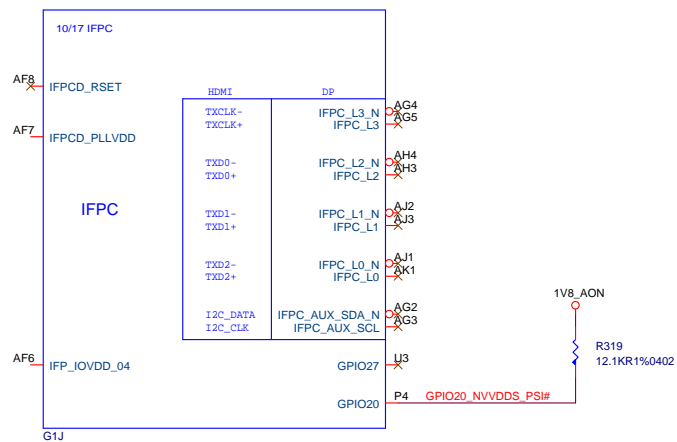 10/17 IFPC
AF8 IFPCD_RSET
HDMI DP
TXCLK- IFPC_L3_N AG4
TXCLK+ IFPC_L3 AG5
AF7 IFPCD_PLLVDD
TXD0- IFPC_L2_N AH4
TXD0+ IFPC_L2 AH3
IFPC
TXD1- IFPC_L1_N AJ2
TXD1+ IFPC_L1 AJ3
TXD2- IFPC_L0_N AJ1
TXD2+ IFPC_L0 AK1
1V8_AON
I2C_DATA IFPC_AUX_SDA_N AG2
I2C_CLK IFPC_AUX_SCL AG3
R319
12.1KR1%0402
AF6 IFP_IOVDD_04 GPIO27 U3
GPIO20 P4 GPIO20_NVVDDS_PSI#
G1J